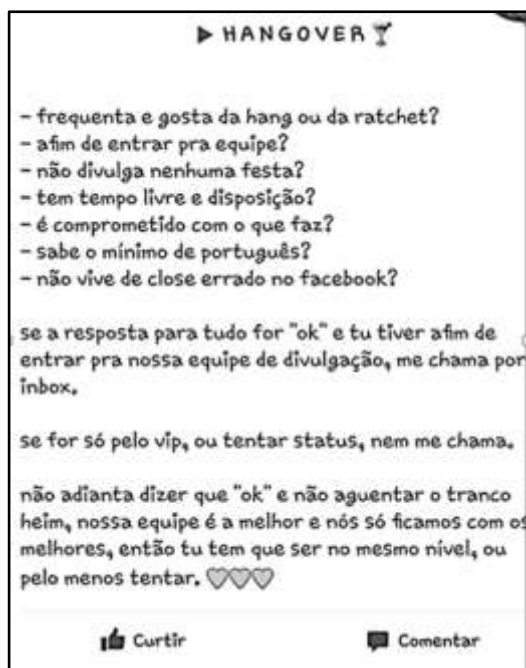 HANGOVER
- frequenta e gosta da hang ou da ratchet?
- afim de entrar pra equipe?
- não divulga nenhuma festa?
- tem tempo livre e disposição?
- é comprometido com o que faz?
- sabe o mínimo de português?
- não vive de close errado no facebook?
se a resposta para tudo for "ok" e tu tiver afim de
entrar pra nossa equipe de divulgação, me chama por
inbox.
se for só pelo vip, ou tentar status, nem me chama.
não adianta dizer que "ok" e não aguentar o tranco
heim, nossa equipe é a melhor e nós só ficamos com os
melhores, então tu tem que ser no mesmo nível, ou
pelo menos tentar. 🤍🤍🤍
Curtir Comentar